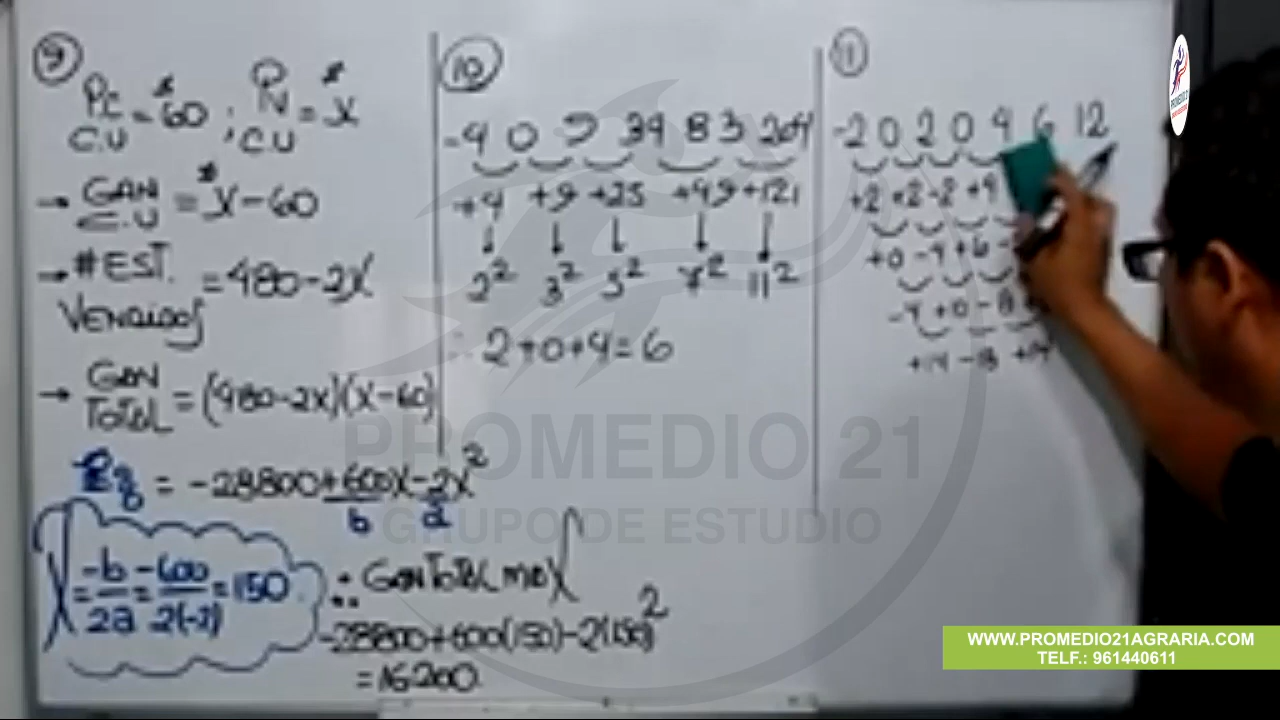 9
P.C C.U = $60 ; P.V C.U = $x
→ GAN C.U = $x-60
→ #EST. VENDIDOS = 480-2x
→ GAN TOTAL = (480-2x)(x-60)
= -28800+600x-2x²
b a
x = -b/2a = -600/2(-2) = 150
∴ GAN TOTAL MAX
-28800+600(150)-2(150)²
= 16200
10
-4 0 9 34 83 204
+4 +9 +25 +49 +121
↓ ↓ ↓ ↓ ↓
2² 3² 5² 7² 11²
∴ 2+0+4=6
11
-2 0 2 0 4 6 12
+2 +2 -2 +4
+0 -4 +6
-4 +0 -18
+14 -18 +04
PROMEDIO 21
GRUPO DE ESTUDIO
PROMEDIO 21
WWW.PROMEDIO21AGRARIA.COM
TELF.: 961440611